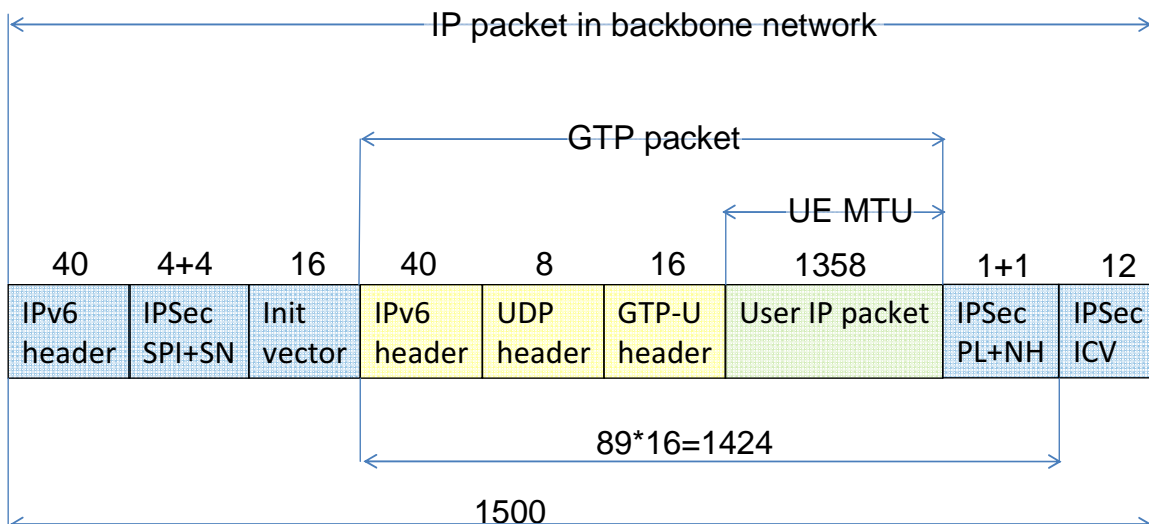 IP packet in backbone network
GTP packet
UE MTU
40 4+4 16 40 8 16 1358 1+1 12
IPv6 header
IPSec SPI+SN
Init vector
IPv6 header
UDP header
GTP-U header
User IP packet
IPSec PL+NH
IPSec ICV
89*16=1424
1500